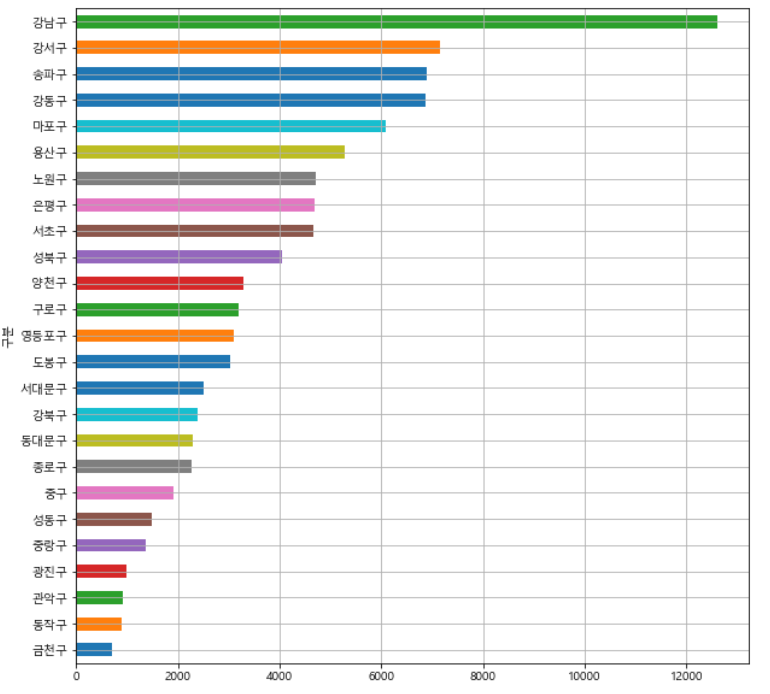 강남구
강서구
송파구
강동구
마포구
용산구
노원구
은평구
서초구
성북구
양천구
구로구
영등포구
도봉구
서대문구
강북구
동대문구
종로구
중구
성동구
중랑구
광진구
관악구
동작구
금천구
구별
0 2000 4000 6000 8000 10000 12000